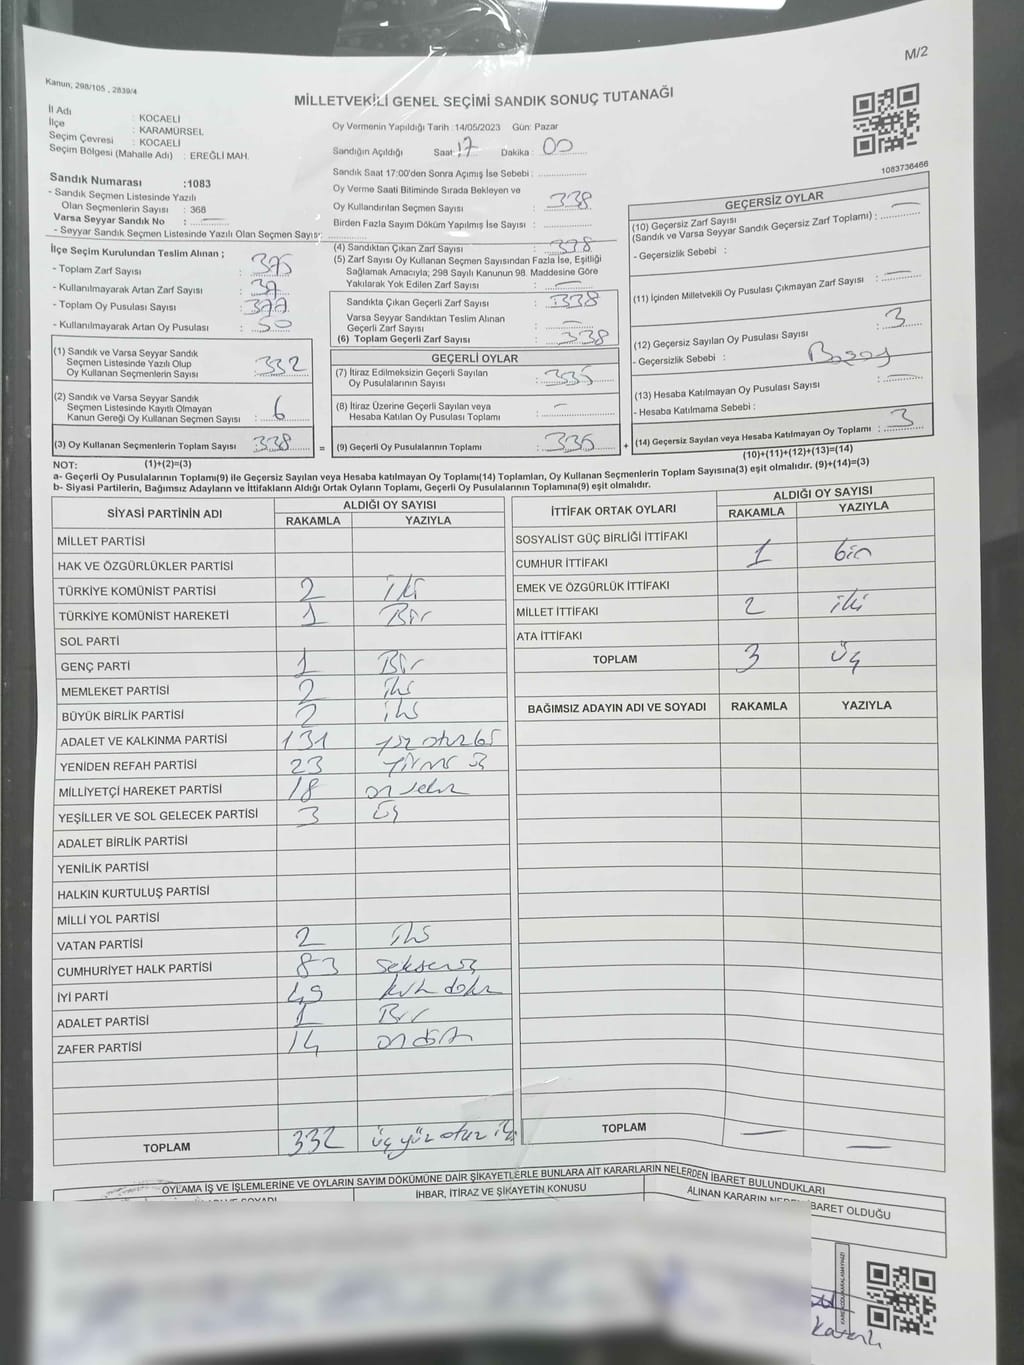 M/2
Kanun, 298/105 , 2839/4
MİLLETVEKİLİ GENEL SEÇİMİ SANDIK SONUÇ TUTANAĞI
İl Adı : KOCAELİ
İlçe : KARAMÜRSEL
Seçim Çevresi : KOCAELİ
Seçim Bölgesi (Mahalle Adı) : EREĞLİ MAH.
Oy Vermenin Yapıldığı Tarih :14/05/2023 Gün: Pazar
Sandığın Açıldığı Saat: 17 Dakika : 00
Sandık Saat 17:00'den Sonra Açımış İse Sebebi :
Oy Verme Saati Bitiminde Sırada Bekleyen ve
Oy Kullandırılan Seçmen Sayısı : 338
Birden Fazla Sayım Döküm Yapılmış İse Sayısı :
1083736466
Sandık Numarası :1083
- Sandık Seçmen Listesinde Yazılı
Olan Seçmenlerin Sayısı : 368
Varsa Seyyar Sandık No :
- Seyyar Sandık Seçmen Listesinde Yazılı Olan Seçmen Sayısı:
İlçe Seçim Kurulundan Teslim Alınan ;
- Toplam Zarf Sayısı : 375
- Kullanılmayarak Artan Zarf Sayısı : 37
- Toplam Oy Pusulası Sayısı : 377
- Kullanılmayarak Artan Oy Pusulası : 50
(1) Sandık ve Varsa Seyyar Sandık
Seçmen Listesinde Yazılı Olup
Oy Kullanan Seçmenlerin Sayısı : 332
(2) Sandık ve Varsa Seyyar Sandık
Seçmen Listesinde Kayıtlı Olmayan
Kanun Gereği Oy Kullanan Seçmen Sayısı : 6
(3) Oy Kullanan Seçmenlerin Toplam Sayısı : 338 =
(4) Sandıktan Çıkan Zarf Sayısı : 338
(5) Zarf Sayısı Oy Kullanan Seçmen Sayısından Fazla İse, Eşitliği
Sağlamak Amacıyla; 298 Sayılı Kanunun 98. Maddesine Göre
Yakılarak Yok Edilen Zarf Sayısı :
Sandıkta Çıkan Geçerli Zarf Sayısı : 338
Varsa Seyyar Sandıktan Teslim Alınan
Geçerli Zarf Sayısı :
(6) Toplam Geçerli Zarf Sayısı : 338
GEÇERLİ OYLAR
(7) İtiraz Edilmeksizin Geçerli Sayılan
Oy Pusulalarının Sayısı : 335
(8) İtiraz Üzerine Geçerli Sayılan veya
Hesaba Katılan Oy Pusulası Toplamı : -
(9) Geçerli Oy Pusulalarının Toplamı : 335 +
GEÇERSİZ OYLAR
(10) Geçersiz Zarf Sayısı
(Sandık ve Varsa Seyyar Sandık Geçersiz Zarf Toplamı) :
- Geçersizlik Sebebi :
(11) İçinden Milletvekili Oy Pusulası Çıkmayan Zarf Sayısı :
(12) Geçersiz Sayılan Oy Pusulası Sayısı : 3
- Geçersizlik Sebebi :
(13) Hesaba Katılmayan Oy Pusulası Sayısı :
- Hesaba Katılmama Sebebi :
(14) Geçersiz Sayılan veya Hesaba Katılmayan Oy Toplamı : 3
(10)+(11)+(12)+(13)=(14)
NOT: (1)+(2)=(3)
a- Geçerli Oy Pusulalarının Toplamı(9) ile Geçersiz Sayılan veya Hesaba katılmayan Oy Toplamı(14) Toplamları, Oy Kullanan Seçmenlerin Toplam Sayısına(3) eşit olmalıdır. (9)+(14)=(3)
b- Siyasi Partilerin, Bağımsız Adayların ve İttifakların Aldığı Ortak Oyların Toplamı, Geçerli Oy Pusulalarının Toplamına(9) eşit olmalıdır.
SİYASİ PARTİNİN ADI ALDIĞI OY SAYISI
RAKAMLA YAZIYLA
MİLLET PARTİSİ
HAK VE ÖZGÜRLÜKLER PARTİSİ
TÜRKİYE KOMÜNİST PARTİSİ 2 iki
TÜRKİYE KOMÜNİST HAREKETİ 1 Bir
SOL PARTİ
GENÇ PARTİ 1 Bir
MEMLEKET PARTİSİ 2 iki
BÜYÜK BİRLİK PARTİSİ 2 iki
ADALET VE KALKINMA PARTİSİ 131 yüz otuz bir
YENİDEN REFAH PARTİSİ 23 yirmi üç
MİLLİYETÇİ HAREKET PARTİSİ 18 on sekiz
YEŞİLLER VE SOL GELECEK PARTİSİ 3 üç
ADALET BİRLİK PARTİSİ
YENİLİK PARTİSİ
HALKIN KURTULUŞ PARTİSİ
MİLLİ YOL PARTİSİ
VATAN PARTİSİ 2 iki
CUMHURİYET HALK PARTİSİ 83 seksen üç
İYİ PARTİ 49 kırk dokuz
ADALET PARTİSİ 1 Bir
ZAFER PARTİSİ 14 on dört
TOPLAM 332 üç yüz otuz iki
İTTİFAK ORTAK OYLARI ALDIĞI OY SAYISI
RAKAMLA YAZIYLA
SOSYALİST GÜÇ BİRLİĞİ İTTİFAKI
CUMHUR İTTİFAKI 1 bir
EMEK VE ÖZGÜRLÜK İTTİFAKI
MİLLET İTTİFAKI 2 iki
ATA İTTİFAKI
TOPLAM 3 üç
BAĞIMSIZ ADAYIN ADI VE SOYADI RAKAMLA YAZIYLA
TOPLAM — —
OYLAMA İŞ VE İŞLEMLERİNE VE OYLARIN SAYIM DÖKÜMÜNE DAİR ŞİKAYETLERLE BUNLARA AİT KARARLARIN NELERDEN İBARET BULUNDUKLARI
İHBAR, İTİRAZ VE ŞİKAYETİN KONUSU
ALINAN KARARIN NEDEN İBARET OLDUĞU